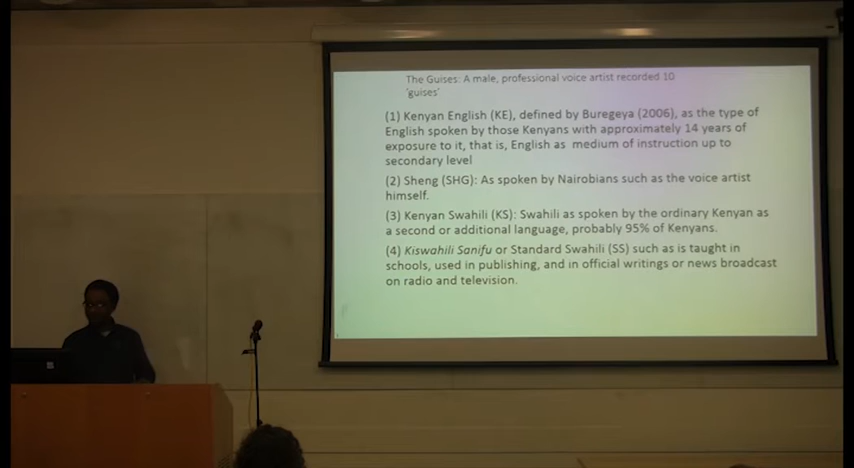 The Guises: A male, professional voice artist recorded 10
'guises'
(1) Kenyan English (KE), defined by Buregeya (2006), as the type of
English spoken by those Kenyans with approximately 14 years of
exposure to it, that is, English as medium of instruction up to
secondary level
(2) Sheng (SHG): As spoken by Nairobians such as the voice artist
himself.
(3) Kenyan Swahili (KS): Swahili as spoken by the ordinary Kenyan as
a second or additional language, probably 95% of Kenyans.
(4) Kiswahili Sanifu or Standard Swahili (SS) such as is taught in
schools, used in publishing, and in official writings or news broadcast
on radio and television.